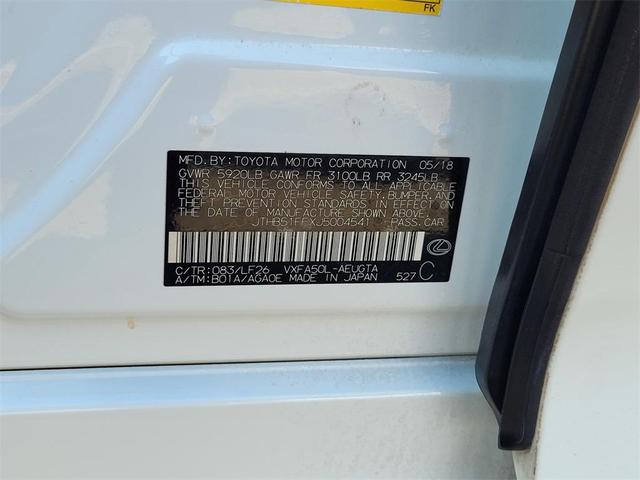 FK
MFD. BY: TOYOTA MOTOR CORPORATION 05/18
GVWR 5920LB GAWR FR 3100LB RR 3245LB
THIS VEHICLE CONFORMS TO ALL APPLICABLE
FEDERAL MOTOR VEHICLE SAFETY, BUMPER, AND
THEFT PREVENTION STANDARDS IN EFFECT ON
THE DATE OF MANUFACTURE SHOWN ABOVE.
JTHB51FFXJ5004541 PASS.CAR
C/TR: 083/LF26 VXFA50L-AEUGTA
A/TM: B01A/AGA0E MADE IN JAPAN 527 C